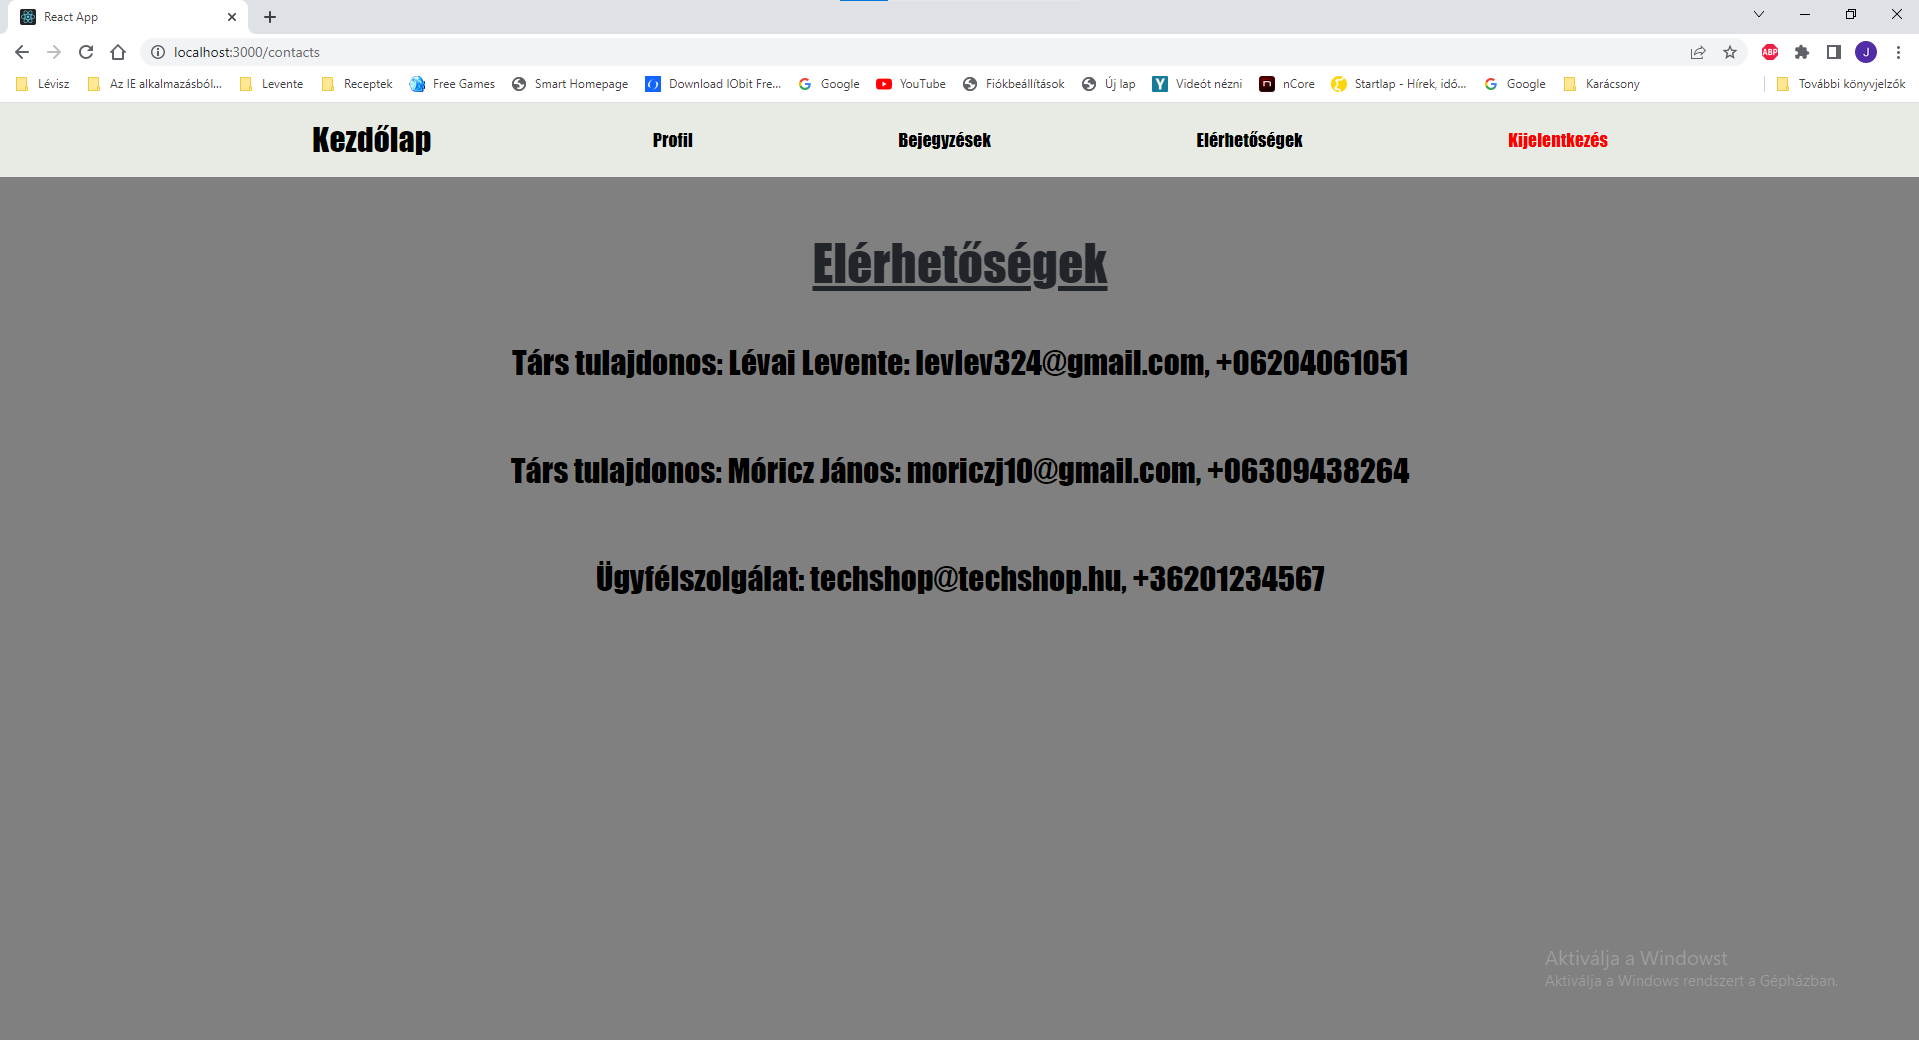 React App
localhost:3000/contacts
Lévisz Az IE alkalmazásból... Levente Receptek Free Games Smart Homepage Download IObit Fre... Google YouTube Fiókbeállítások Új lap Videót nézni nCore Startlap - Hírek, idő... Google Karácsony További könyvjelzők
Kezdőlap Profil Bejegyzések Elérhetőségek Kijelentkezés
Elérhetőségek
Társ tulajdonos: Lévai Levente: levlev324@gmail.com, +06204061051
Társ tulajdonos: Móricz János: moriczj10@gmail.com, +06309438264
Ügyfélszolgálat: techshop@techshop.hu, +36201234567
Aktiválja a Windowst
Aktiválja a Windows rendszert a Gépházban.
ABP
J